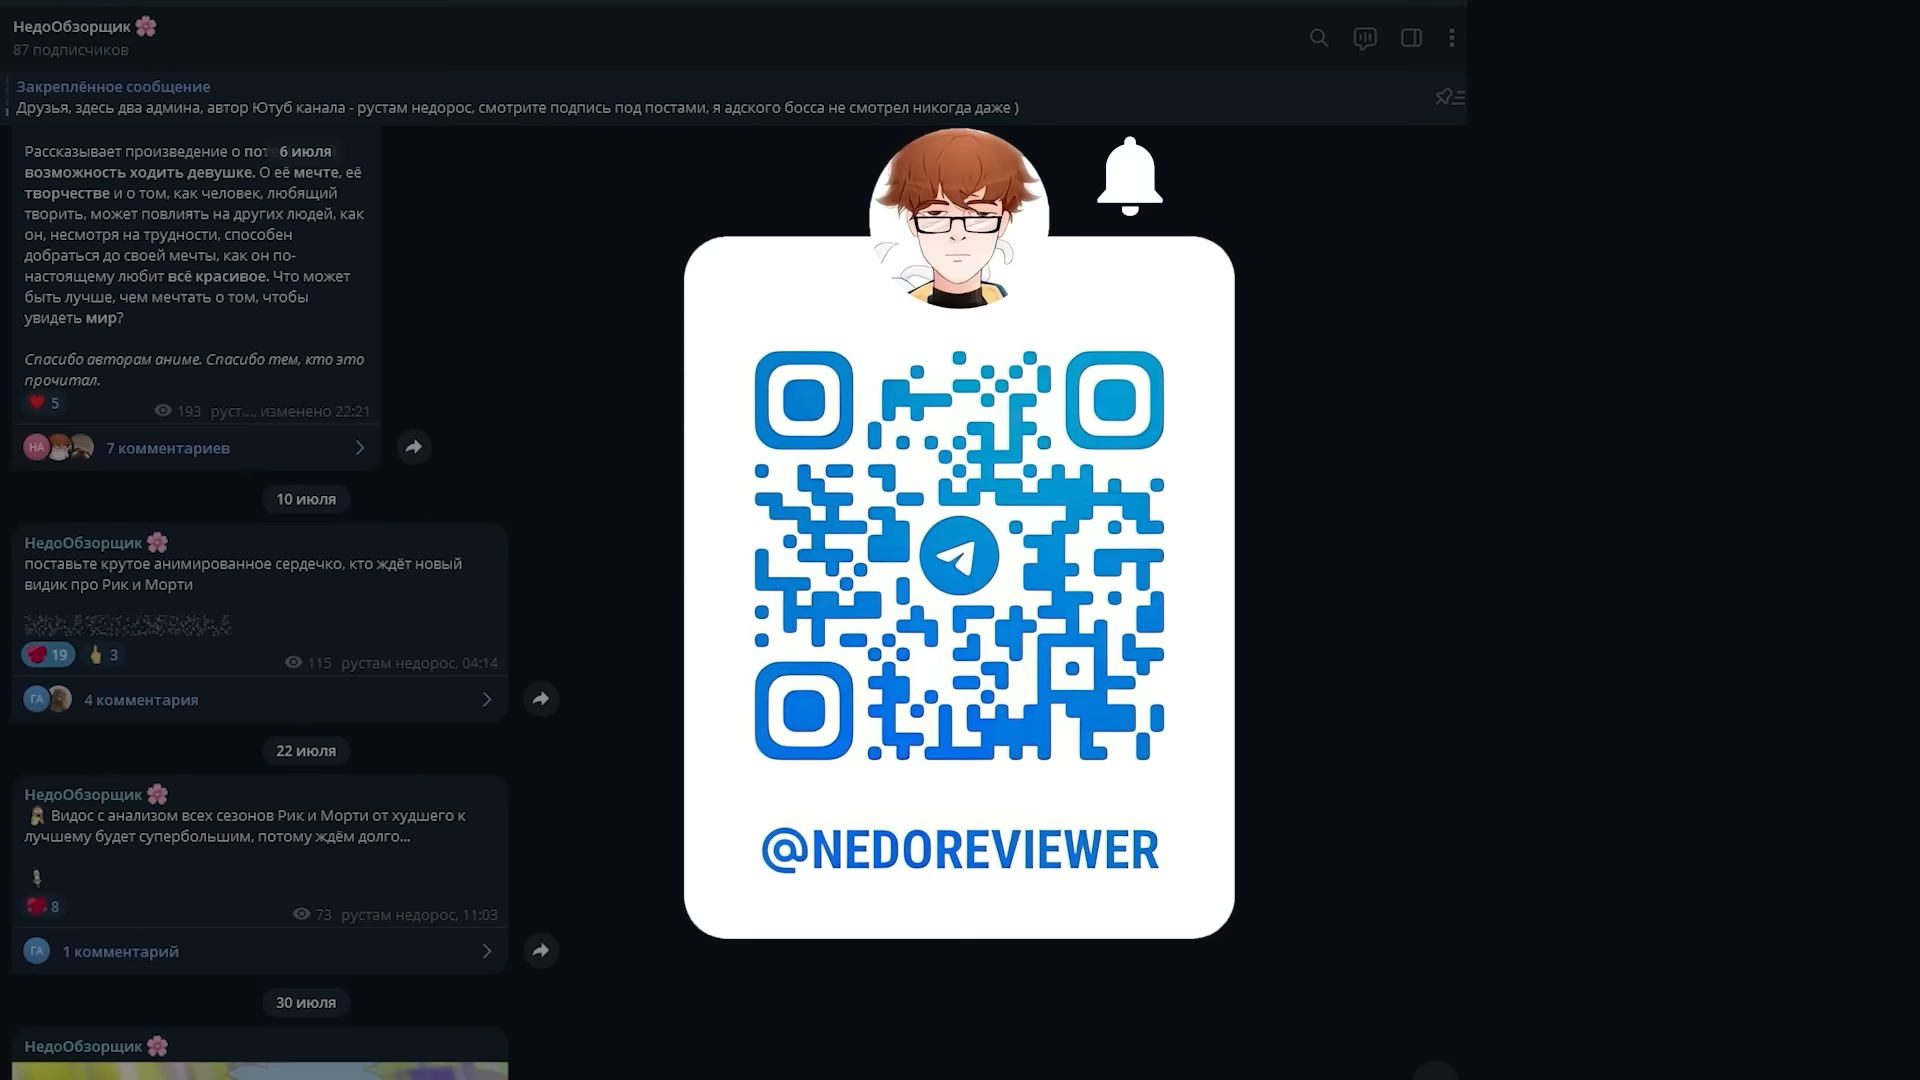 НедоОбзорщик
87 подписчиков
Закреплённое сообщение
Друзья, здесь два админа, автор Ютуб канала - рустам недорос, смотрите подпись под постами, я адского босса не смотрел никогда даже )
6 июля
Рассказывает произведение о
возможность ходить девушке. О её мечте, её
творчестве и о том, как человек, любящий
творить, может повлиять на других людей, как
он, несмотря на трудности, способен
добраться до своей мечты, как он по-
настоящему любит всё красивое. Что может
быть лучше, чем мечтать о том, чтобы
увидеть мир?
Спасибо авторам аниме. Спасибо тем, кто это
прочитал.
5
193 руст..., изменено 22:21
НА
7 комментариев
10 июля
НедоОбзорщик
поставьте крутое анимированное сердечко, кто ждёт новый
видик про Рик и Морти
19 3
115 рустам недорос, 04:14
ГА
4 комментария
22 июля
НедоОбзорщик
Видос с анализом всех сезонов Рик и Морти от худшего к
лучшему будет супербольшим, потому ждём долго...
8
73 рустам недорос, 11:03
ГА
1 комментарий
30 июля
НедоОбзорщик
@NEDOREVIEWER